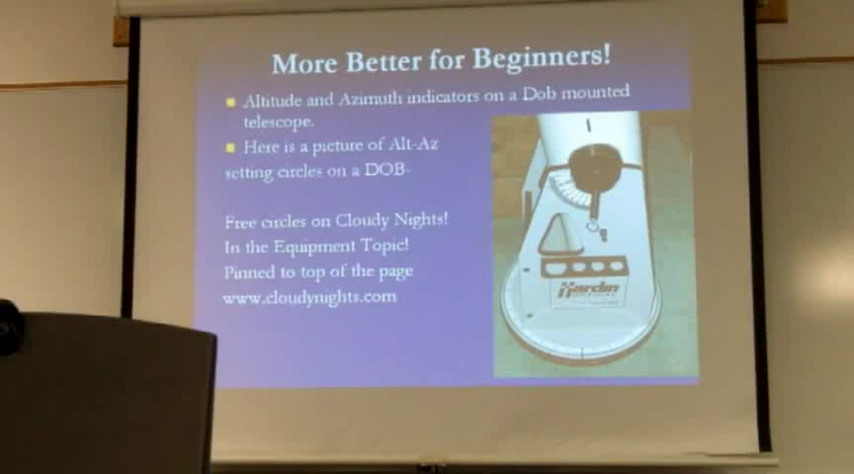 More Better for Beginners!
Altitude and Azimuth indicators on a Dob mounted
telescope.
Here is a picture of Alt-Az
setting circles on a DOB-
Free circles on Cloudy Nights!
In the Equipment Topic!
Pinned to top of the page
www.cloudynights.com
Hardin
OPTICAL